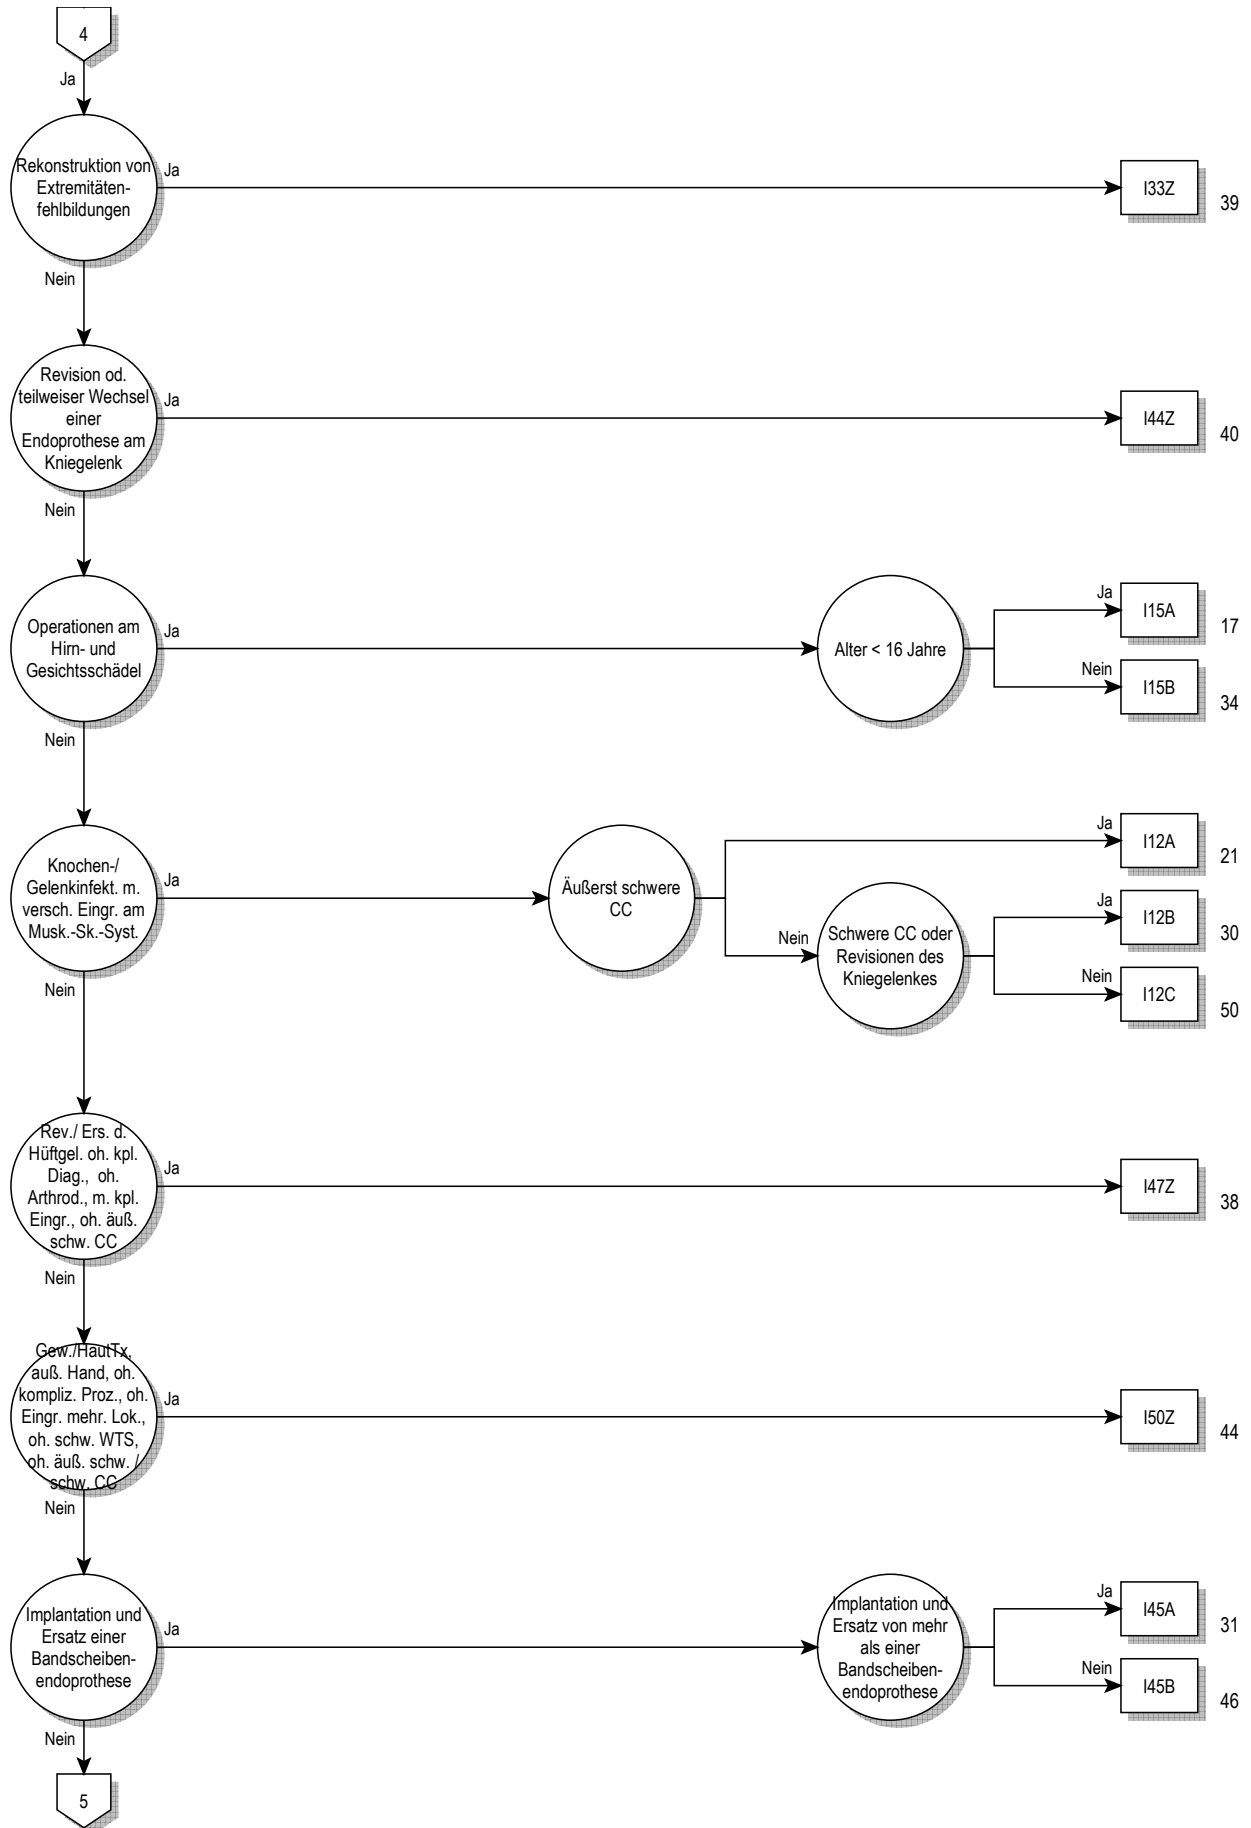 4
Ja
Rekonstruktion von
Extremitäten-
fehlbildungen
Ja
I33Z
39
Nein
Revision od.
teilweiser Wechsel
einer
Endoprothese am
Kniegelenk
Ja
I44Z
40
Nein
Operationen am
Hirn- und
Gesichtsschädel
Ja
Alter < 16 Jahre
Ja
I15A
17
Nein
I15B
34
Nein
Knochen-/
Gelenkinfekt. m.
versch. Eingr. am
Musk.-Sk.-Syst.
Ja
Äußerst schwere
CC
Ja
I12A
21
Nein
Schwere CC oder
Revisionen des
Kniegelenkes
Ja
I12B
30
Nein
I12C
50
Nein
Rev./ Ers. d.
Hüftgel. oh. kpl.
Diag., oh.
Arthrod., m. kpl.
Eingr., oh. äuß.
schw. CC
Ja
I47Z
38
Nein
Gew./HautTx,
auß. Hand, oh.
kompliz. Proz., oh.
Eingr. mehr. Lok.,
oh. schw. WTS,
oh. äuß. schw. /
schw. CC
Ja
I50Z
44
Nein
Implantation und
Ersatz einer
Bandscheiben-
endoprothese
Ja
Implantation und
Ersatz von mehr
als einer
Bandscheiben-
endoprothese
Ja
I45A
31
Nein
I45B
46
Nein
5